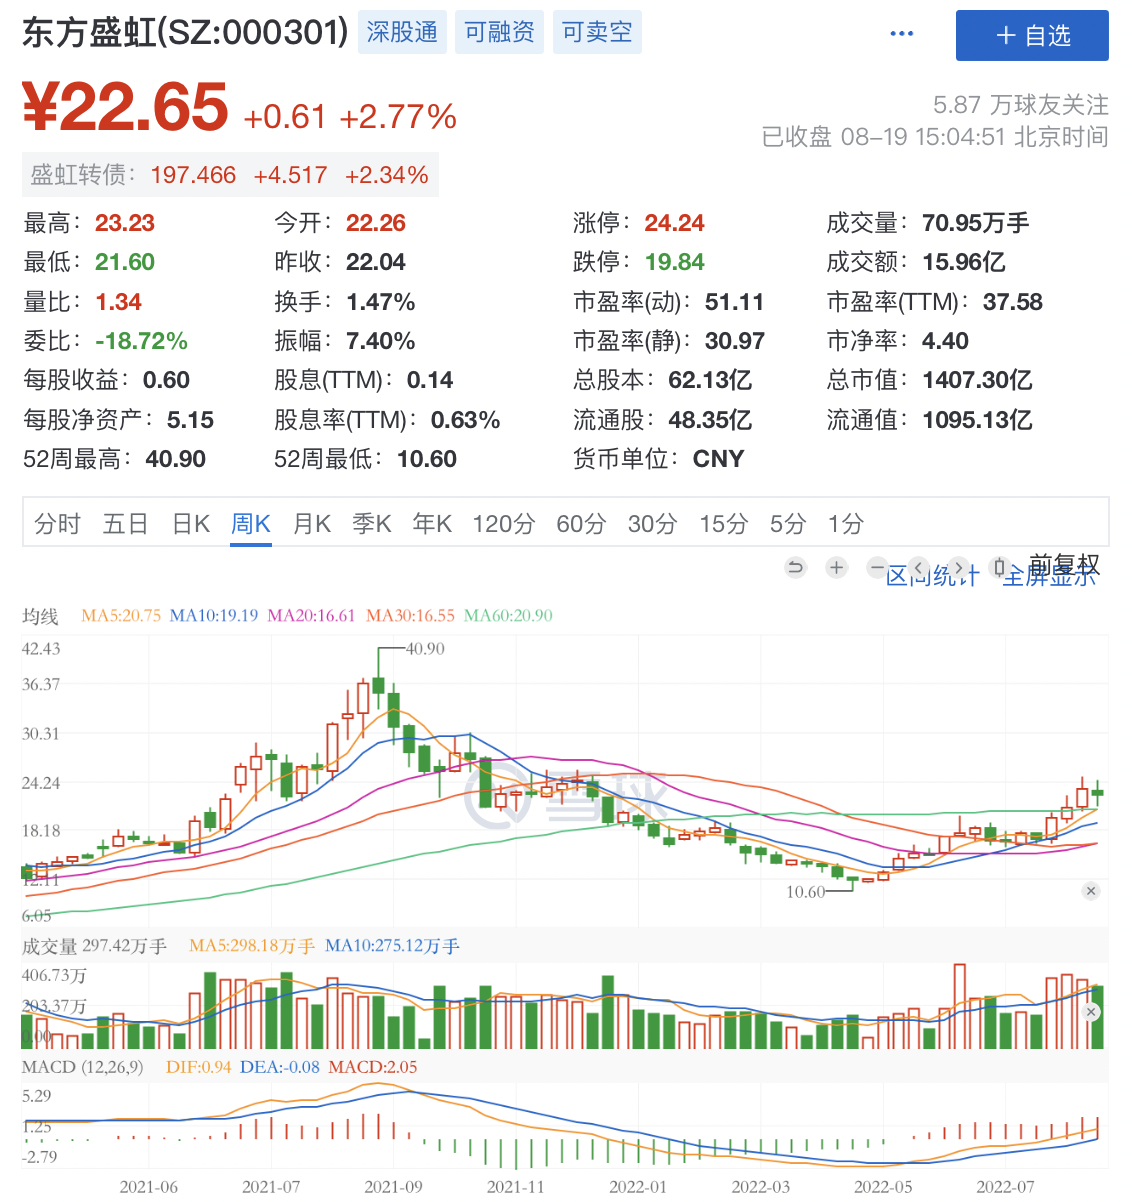 东方盛虹(SZ:000301) 深股通 可融资 可卖空 ··· + 自选
¥22.65 +0.61 +2.77%
5.87 万球友关注
已收盘 08-19 15:04:51 北京时间
盛虹转债: 197.466 +4.517 +2.34%
最高: 23.23 今开: 22.26 涨停: 24.24 成交量: 70.95万手
最低: 21.60 昨收: 22.04 跌停: 19.84 成交额: 15.96亿
量比: 1.34 换手: 1.47% 市盈率(动): 51.11 市盈率(TTM): 37.58
委比: -18.72% 振幅: 7.40% 市盈率(静): 30.97 市净率: 4.40
每股收益: 0.60 股息(TTM): 0.14 总股本: 62.13亿 总市值: 1407.30亿
每股净资产: 5.15 股息率(TTM): 0.63% 流通股: 48.35亿 流通值: 1095.13亿
52周最高: 40.90 52周最低: 10.60 货币单位: CNY
分时 五日 日K 周K 月K 季K 年K 120分 60分 30分 15分 5分 1分
前复权
区间统计 全屏显示
均线 MA5:20.75 MA10:19.19 MA20:16.61 MA30:16.55 MA60:20.90
42.43
40.90
36.37
30.31
24.24
雪球
18.18
12.11
10.60
6.05
成交量 297.42万手 MA5:298.18万手 MA10:275.12万手
406.73万
203.37万
0.00
MACD (12,26,9) DIF:0.94 DEA:-0.08 MACD:2.05
5.29
1.25
-2.79
2021-06 2021-07 2021-09 2021-11 2022-01 2022-03 2022-05 2022-07